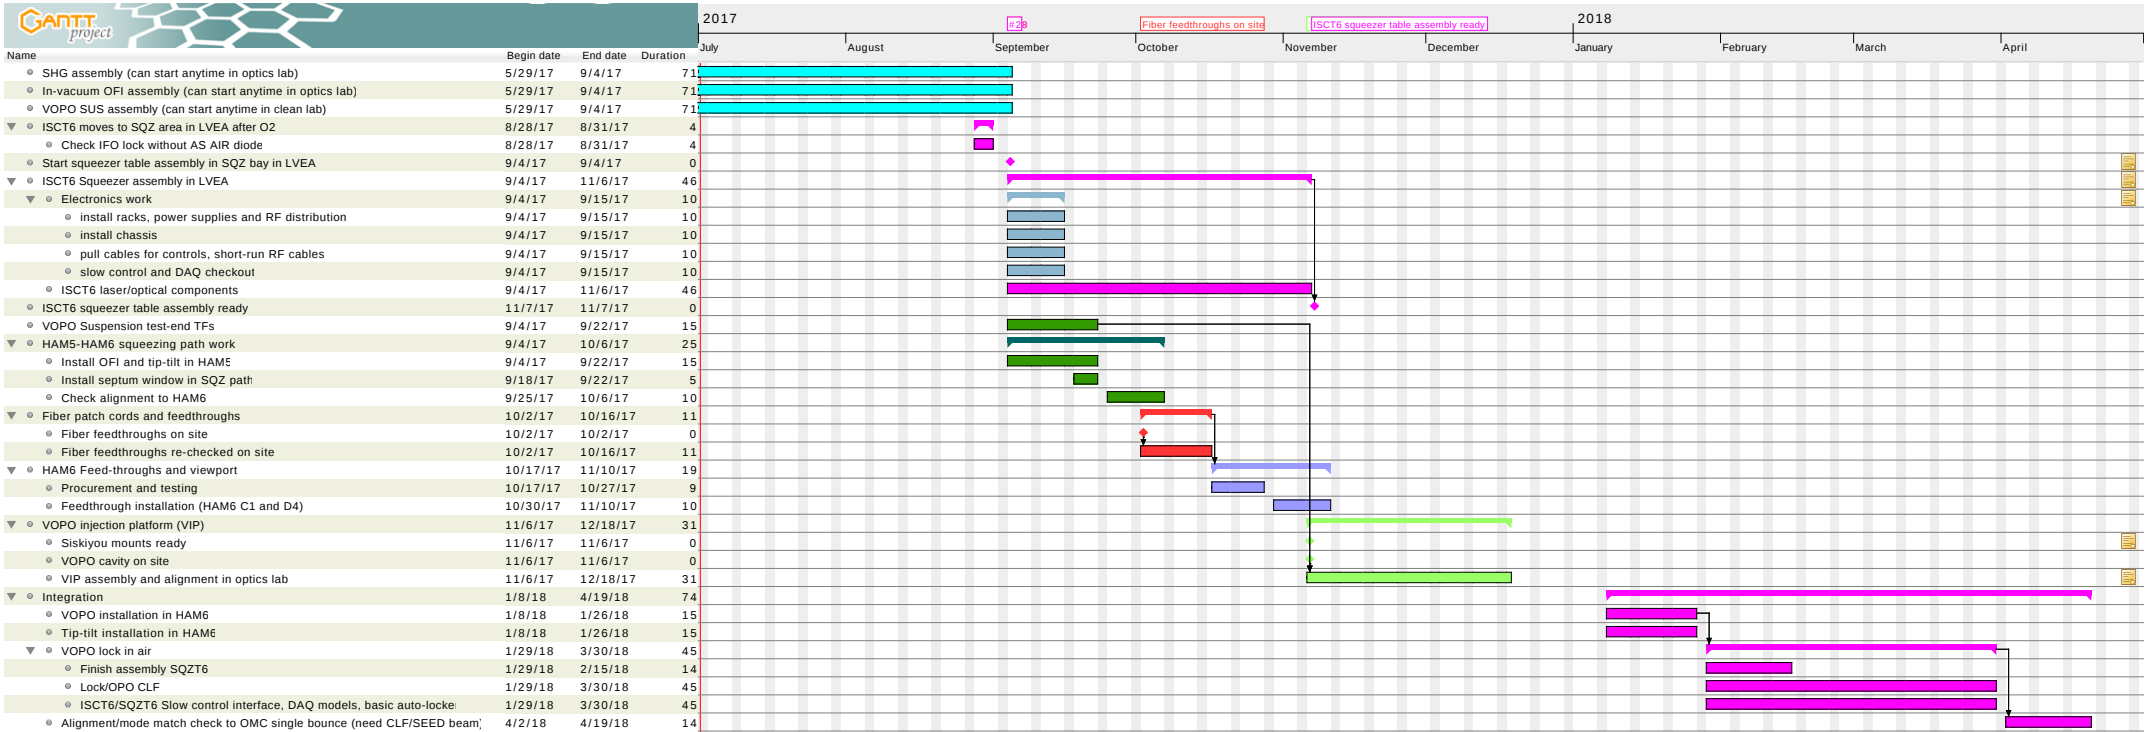 GANTT
project
2017
2018
#28
Fiber feedthroughs on site
ISCT6 squeezer table assembly ready
July August September October November December January February March April
Name Begin date End date Duration
SHG assembly (can start anytime in optics lab) 5/29/17 9/4/17 71
In-vacuum OFI assembly (can start anytime in optics lab) 5/29/17 9/4/17 71
VOPO SUS assembly (can start anytime in clean lab) 5/29/17 9/4/17 71
ISCT6 moves to SQZ area in LVEA after O2 8/28/17 8/31/17 4
Check IFO lock without AS AIR diode 8/28/17 8/31/17 4
Start squeezer table assembly in SQZ bay in LVEA 9/4/17 9/4/17 0
ISCT6 Squeezer assembly in LVEA 9/4/17 11/6/17 46
Electronics work 9/4/17 9/15/17 10
install racks, power supplies and RF distribution 9/4/17 9/15/17 10
install chassis 9/4/17 9/15/17 10
pull cables for controls, short-run RF cables 9/4/17 9/15/17 10
slow control and DAQ checkout 9/4/17 9/15/17 10
ISCT6 laser/optical components 9/4/17 11/6/17 46
ISCT6 squeezer table assembly ready 11/7/17 11/7/17 0
VOPO Suspension test-end TFs 9/4/17 9/22/17 15
HAM5-HAM6 squeezing path work 9/4/17 10/6/17 25
Install OFI and tip-tilt in HAM5 9/4/17 9/22/17 15
Install septum window in SQZ path 9/18/17 9/22/17 5
Check alignment to HAM6 9/25/17 10/6/17 10
Fiber patch cords and feedthroughs 10/2/17 10/16/17 11
Fiber feedthroughs on site 10/2/17 10/2/17 0
Fiber feedthroughs re-checked on site 10/2/17 10/16/17 11
HAM6 Feed-throughs and viewport 10/17/17 11/10/17 19
Procurement and testing 10/17/17 10/27/17 9
Feedthrough installation (HAM6 C1 and D4) 10/30/17 11/10/17 10
VOPO injection platform (VIP) 11/6/17 12/18/17 31
Siskiyou mounts ready 11/6/17 11/6/17 0
VOPO cavity on site 11/6/17 11/6/17 0
VIP assembly and alignment in optics lab 11/6/17 12/18/17 31
Integration 1/8/18 4/19/18 74
VOPO installation in HAM6 1/8/18 1/26/18 15
Tip-tilt installation in HAM6 1/8/18 1/26/18 15
VOPO lock in air 1/29/18 3/30/18 45
Finish assembly SQZT6 1/29/18 2/15/18 14
Lock/OPO CLF 1/29/18 3/30/18 45
ISCT6/SQZT6 Slow control interface, DAQ models, basic auto-locke 1/29/18 3/30/18 45
Alignment/mode match check to OMC single bounce (need CLF/SEED beam) 4/2/18 4/19/18 14